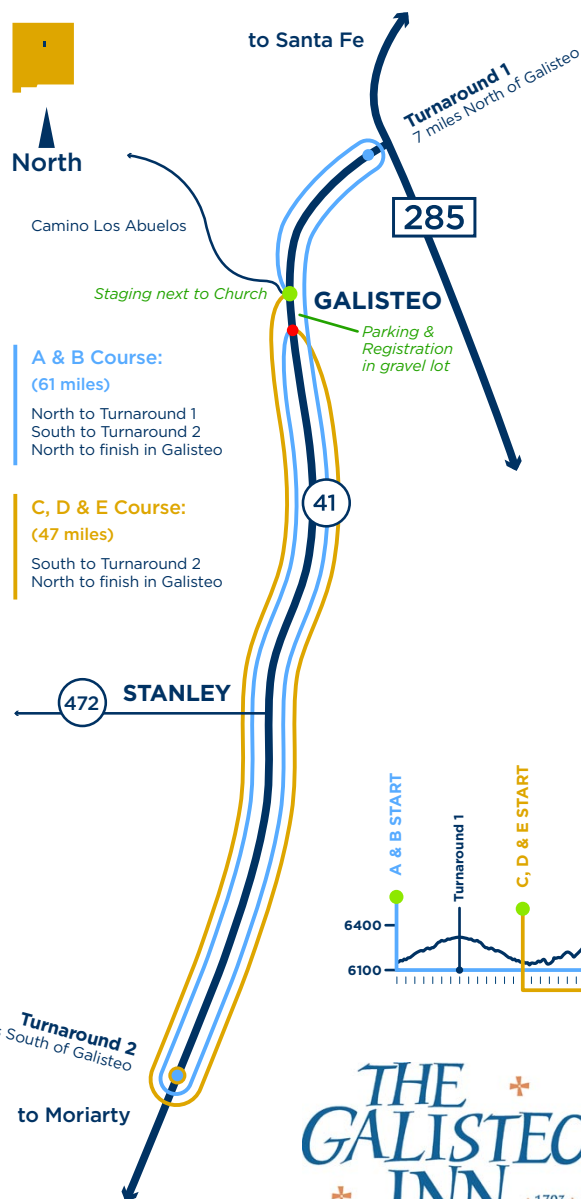 to Santa Fe
Turnaround 1
7 miles North of Galisteo
North
285
Camino Los Abuelos
Staging next to Church
GALISTEO
Parking &
Registration
in gravel lot
A & B Course:
(61 miles)
North to Turnaround 1
South to Turnaround 2
North to finish in Galisteo
C, D & E Course:
(47 miles)
South to Turnaround 2
North to finish in Galisteo
41
472
STANLEY
A & B START
Turnaround 1
C, D & E START
6400
6100
Turnaround 2
South of Galisteo
to Moriarty
THE
GALISTEO
INN